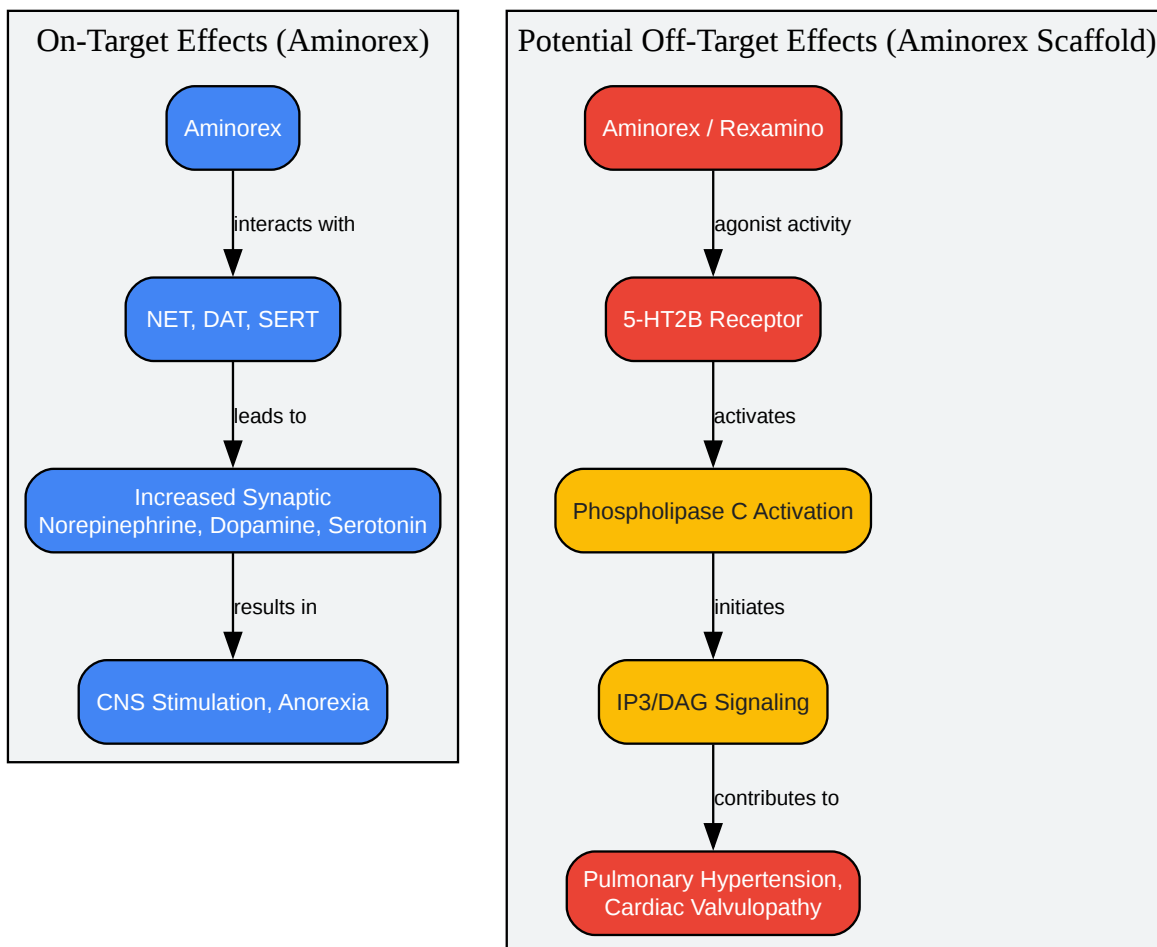 On-Target Effects (Aminorex)
Aminorex
interacts with
NET, DAT, SERT
leads to
Increased Synaptic
Norepinephrine, Dopamine, Serotonin
results in
CNS Stimulation, Anorexia
Potential Off-Target Effects (Aminorex Scaffold)
Aminorex / Rexamino
agonist activity
5-HT2B Receptor
activates
Phospholipase C Activation
initiates
IP3/DAG Signaling
contributes to
Pulmonary Hypertension,
Cardiac Valvulopathy